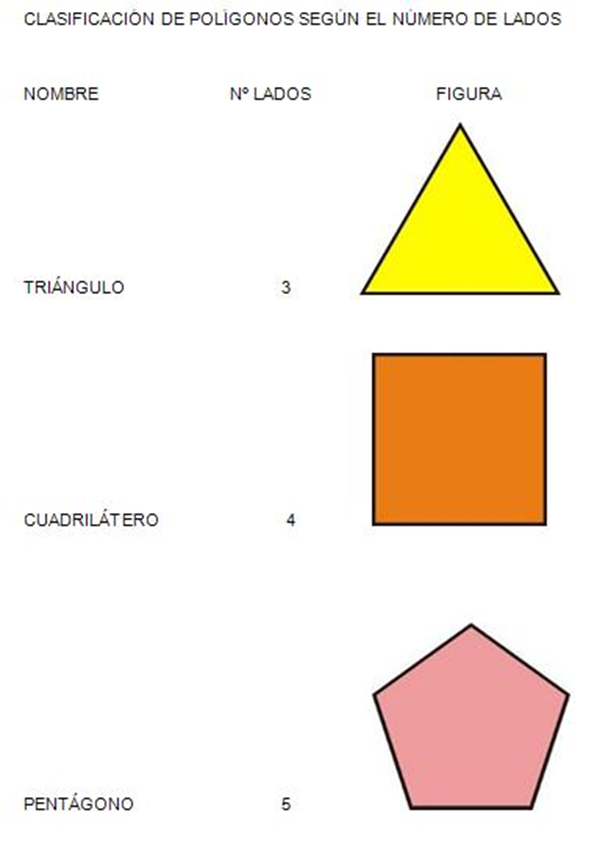 CLASIFICACIÓN DE POLÍGONOS SEGÚN EL NÚMERO DE LADOS
NOMBRE Nº LADOS FIGURA
TRIÁNGULO 3
CUADRILÁTERO 4
PENTÁGONO 5